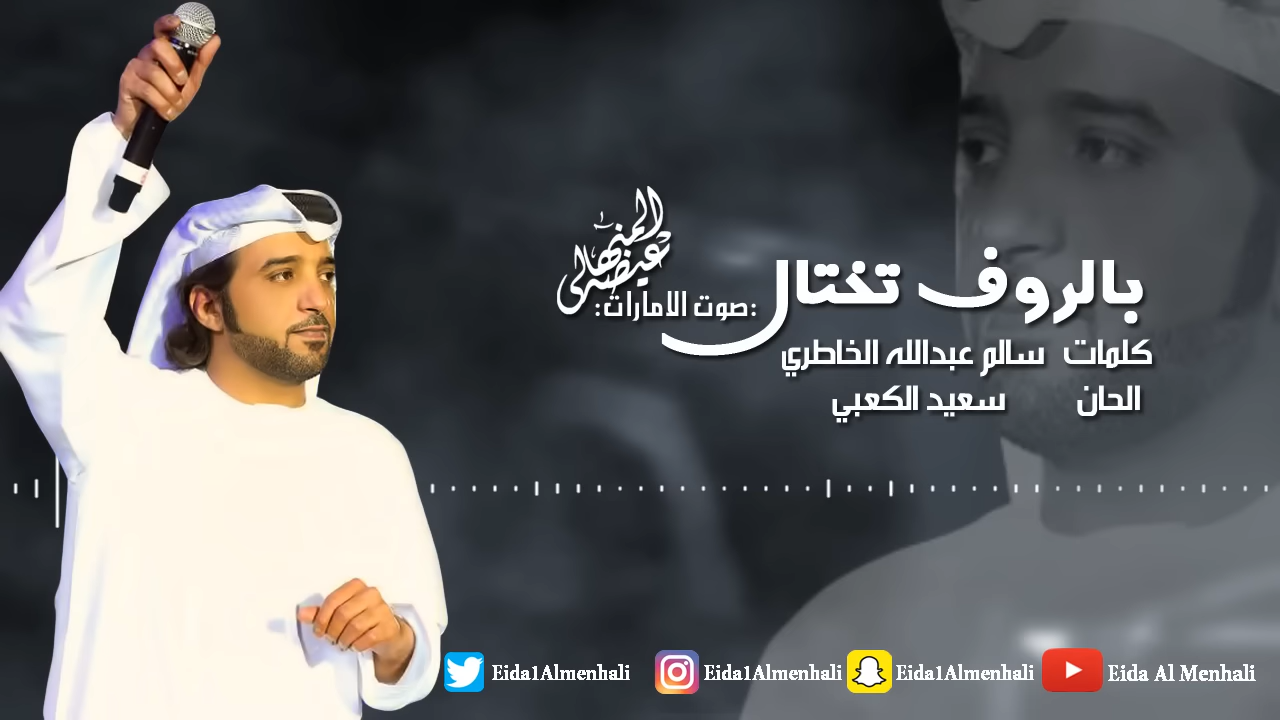 عيضه المنهالي
:صوت الامارات:
بالروف تختال
كلمات سالم عبدالله الخاطري
الحان سعيد الكعبي
Eida1Almenhali Eida1Almenhali Eida1Almenhali Eida Al Menhali